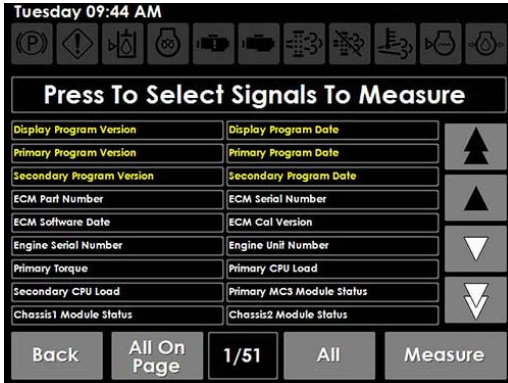 Tuesday 09:44 AM
(P)
Press To Select Signals To Measure
Display Program Version Display Program Date
Primary Program Version Primary Program Date
Secondary Program Version Secondary Program Date
ECM Part Number ECM Serial Number
ECM Software Date ECM Cal Version
Engine Serial Number Engine Unit Number
Primary Torque Primary CPU Load
Secondary CPU Load Primary MC3 Module Status
Chassis1 Module Status Chassis2 Module Status
Back All On Page 1/51 All Measure